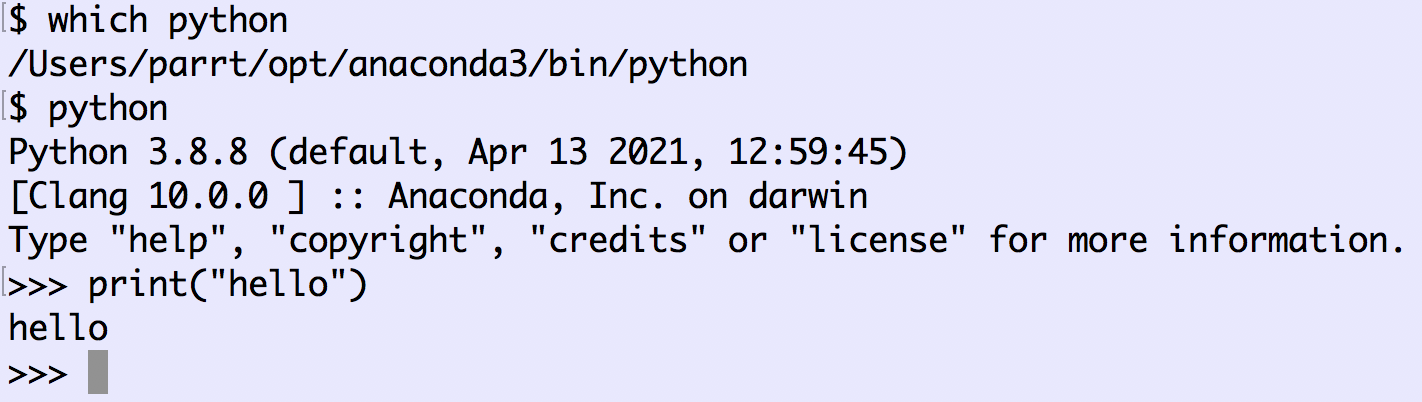 $ which python
/Users/parrt/opt/anaconda3/bin/python
$ python
Python 3.8.8 (default, Apr 13 2021, 12:59:45)
[Clang 10.0.0 ] :: Anaconda, Inc. on darwin
Type "help", "copyright", "credits" or "license" for more information.
>>> print("hello")
hello
>>>